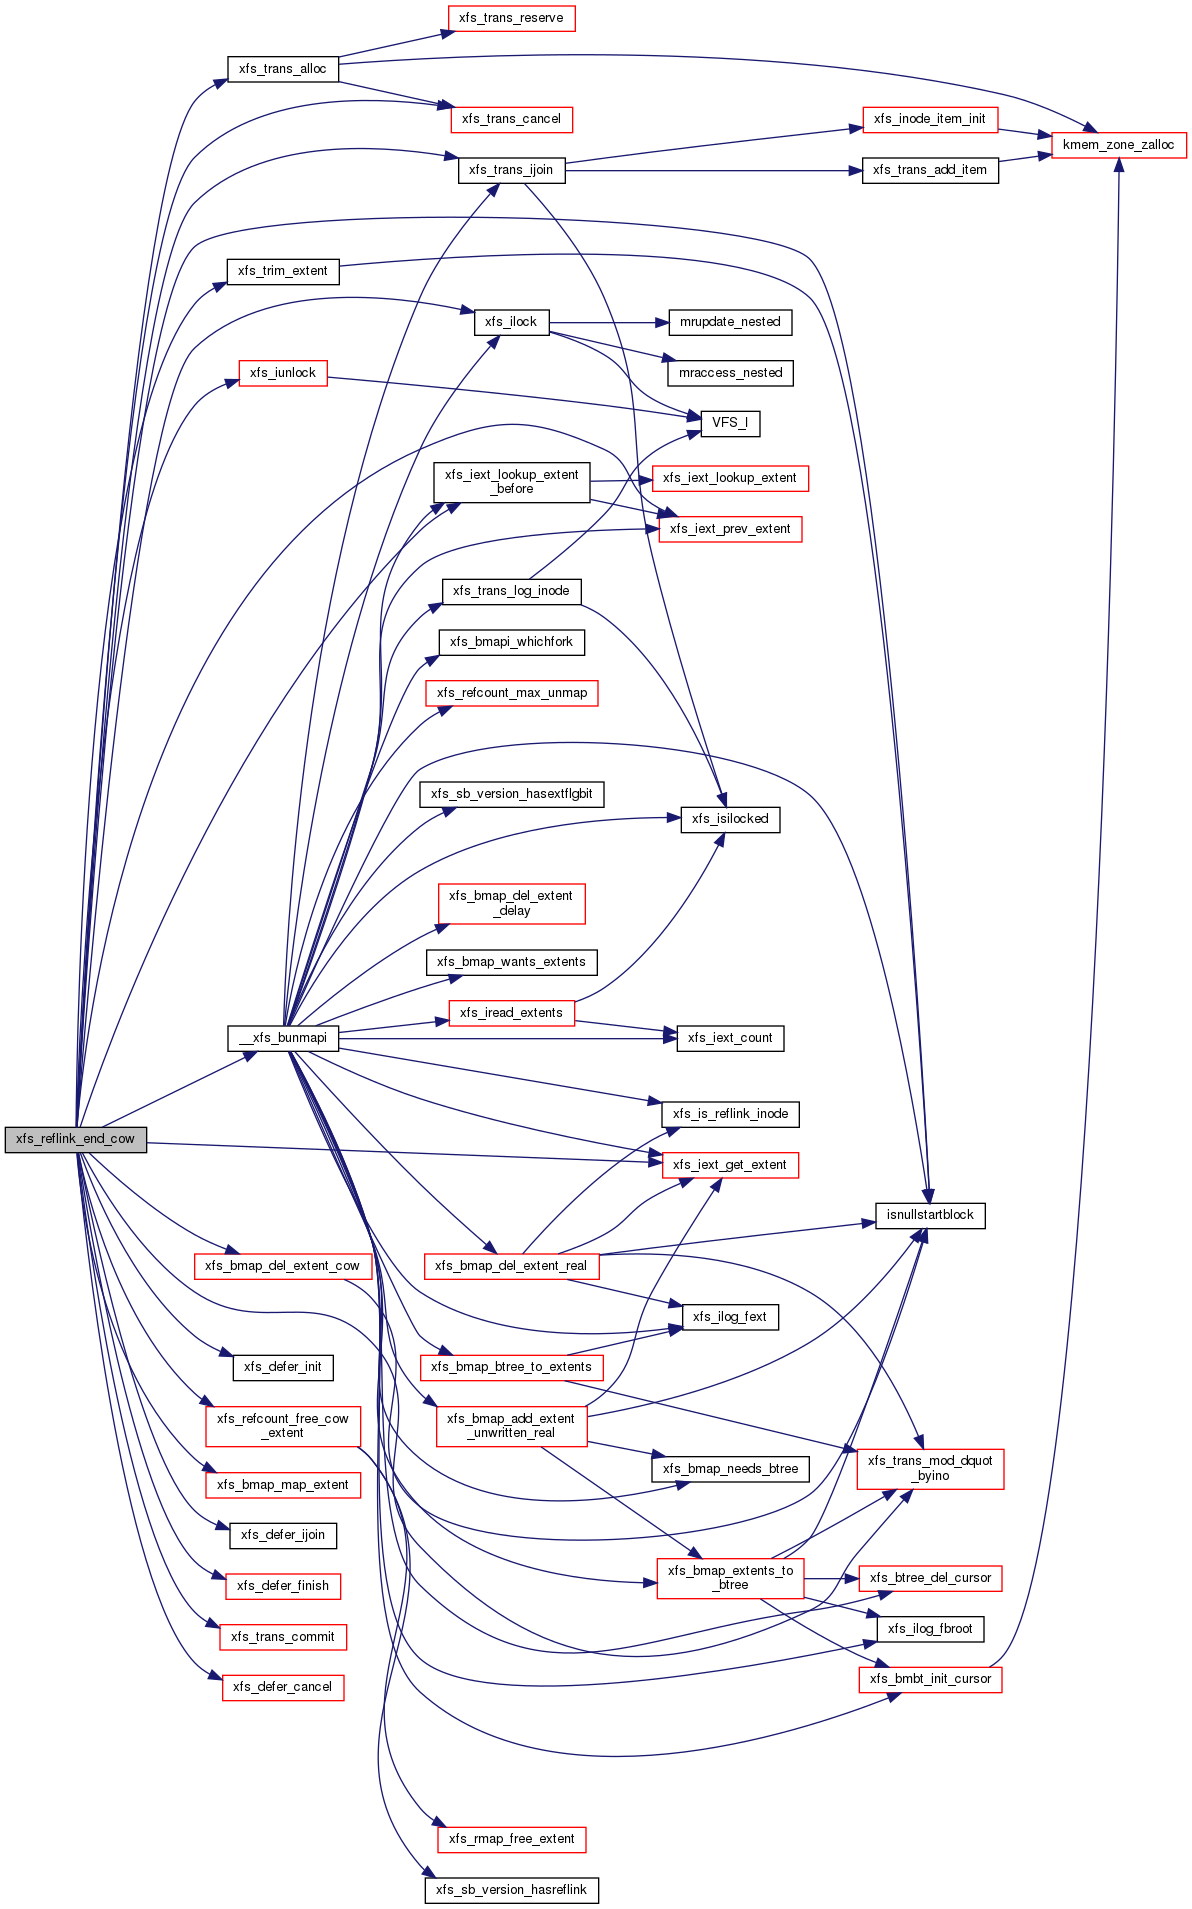 xfs_trans_reserve
xfs_trans_alloc
xfs_trans_cancel
xfs_inode_item_init
kmem_zone_zalloc
xfs_trans_ijoin
xfs_trans_add_item
xfs_trim_extent
xfs_ilock
mrupdate_nested
xfs_iunlock
mraccess_nested
VFS_I
xfs_iext_lookup_extent
_before
xfs_iext_lookup_extent
xfs_iext_prev_extent
xfs_trans_log_inode
xfs_bmapi_whichfork
xfs_refcount_max_unmap
xfs_sb_version_hasextflgbit
xfs_isilocked
xfs_bmap_del_extent
_delay
xfs_bmap_wants_extents
xfs_iread_extents
__xfs_bunmapi
xfs_iext_count
xfs_is_reflink_inode
xfs_reflink_end_cow
xfs_iext_get_extent
isnullstartblock
xfs_bmap_del_extent_cow
xfs_bmap_del_extent_real
xfs_ilog_fext
xfs_defer_init
xfs_bmap_btree_to_extents
xfs_refcount_free_cow
_extent
xfs_bmap_add_extent
_unwritten_real
xfs_bmap_needs_btree
xfs_trans_mod_dquot
_byino
xfs_bmap_map_extent
xfs_defer_ijoin
xfs_defer_finish
xfs_bmap_extents_to
_btree
xfs_btree_del_cursor
xfs_trans_commit
xfs_ilog_fbroot
xfs_defer_cancel
xfs_bmbt_init_cursor
xfs_rmap_free_extent
xfs_sb_version_hasreflink